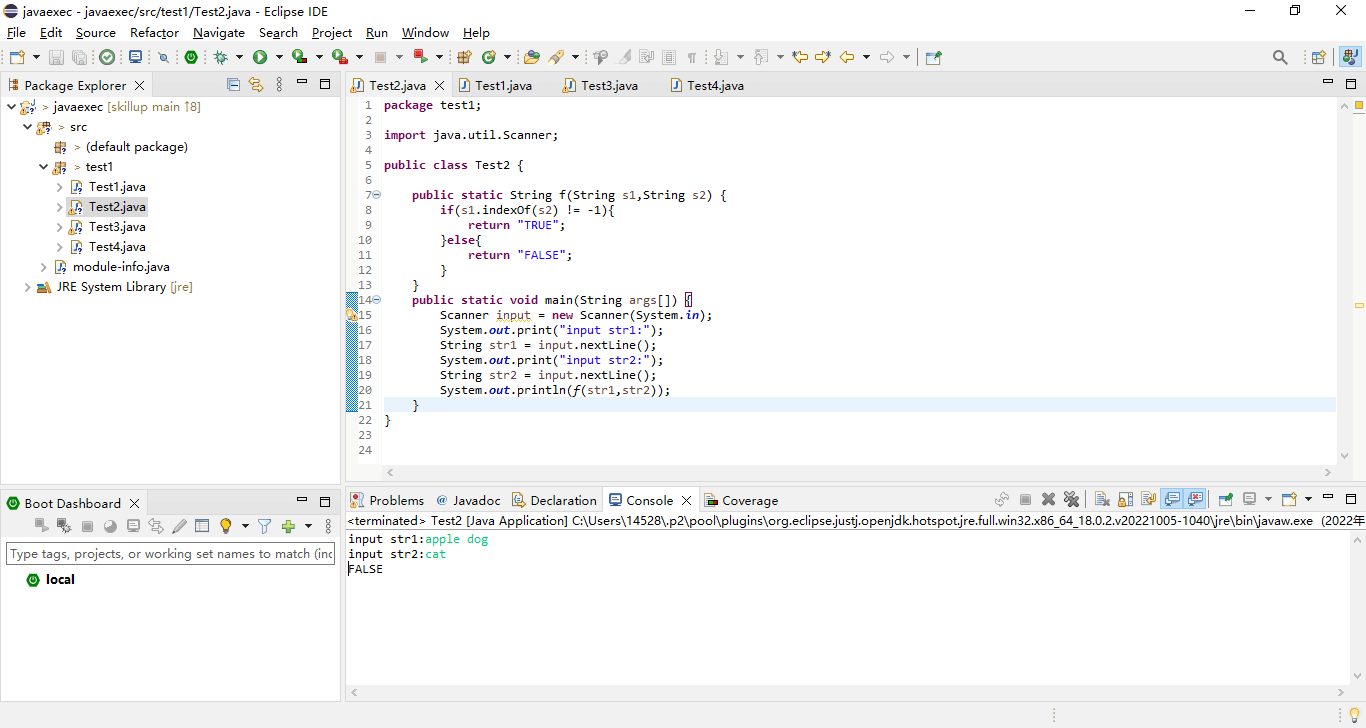 javaexec - javaexec/src/test1/Test2.java - Eclipse IDE
File Edit Source Refactor Navigate Search Project Run Window Help
Package Explorer
javaexec [skillup main ↑8]
src
(default package)
test1
Test1.java
Test2.java
Test3.java
Test4.java
module-info.java
JRE System Library [jre]
Test2.java Test1.java Test3.java Test4.java
1 package test1;
2
3 import java.util.Scanner;
4
5 public class Test2 {
6
7 public static String f(String s1,String s2) {
8 if(s1.indexOf(s2) != -1){
9 return "TRUE";
10 }else{
11 return "FALSE";
12 }
13 }
14 public static void main(String args[]) {
15 Scanner input = new Scanner(System.in);
16 System.out.print("input str1:");
17 String str1 = input.nextLine();
18 System.out.print("input str2:");
19 String str2 = input.nextLine();
20 System.out.println(f(str1,str2));
21 }
22 }
23
24
Boot Dashboard
Type tags, projects, or working set names to match (inc
local
Problems @ Javadoc Declaration Console Coverage
<terminated> Test2 [Java Application] C:\Users\14528\.p2\pool\plugins\org.eclipse.justj.openjdk.hotspot.jre.full.win32.x86_64_18.0.2.v20221005-1040\jre\bin\javaw.exe (2022年
input str1:apple dog
input str2:cat
FALSE